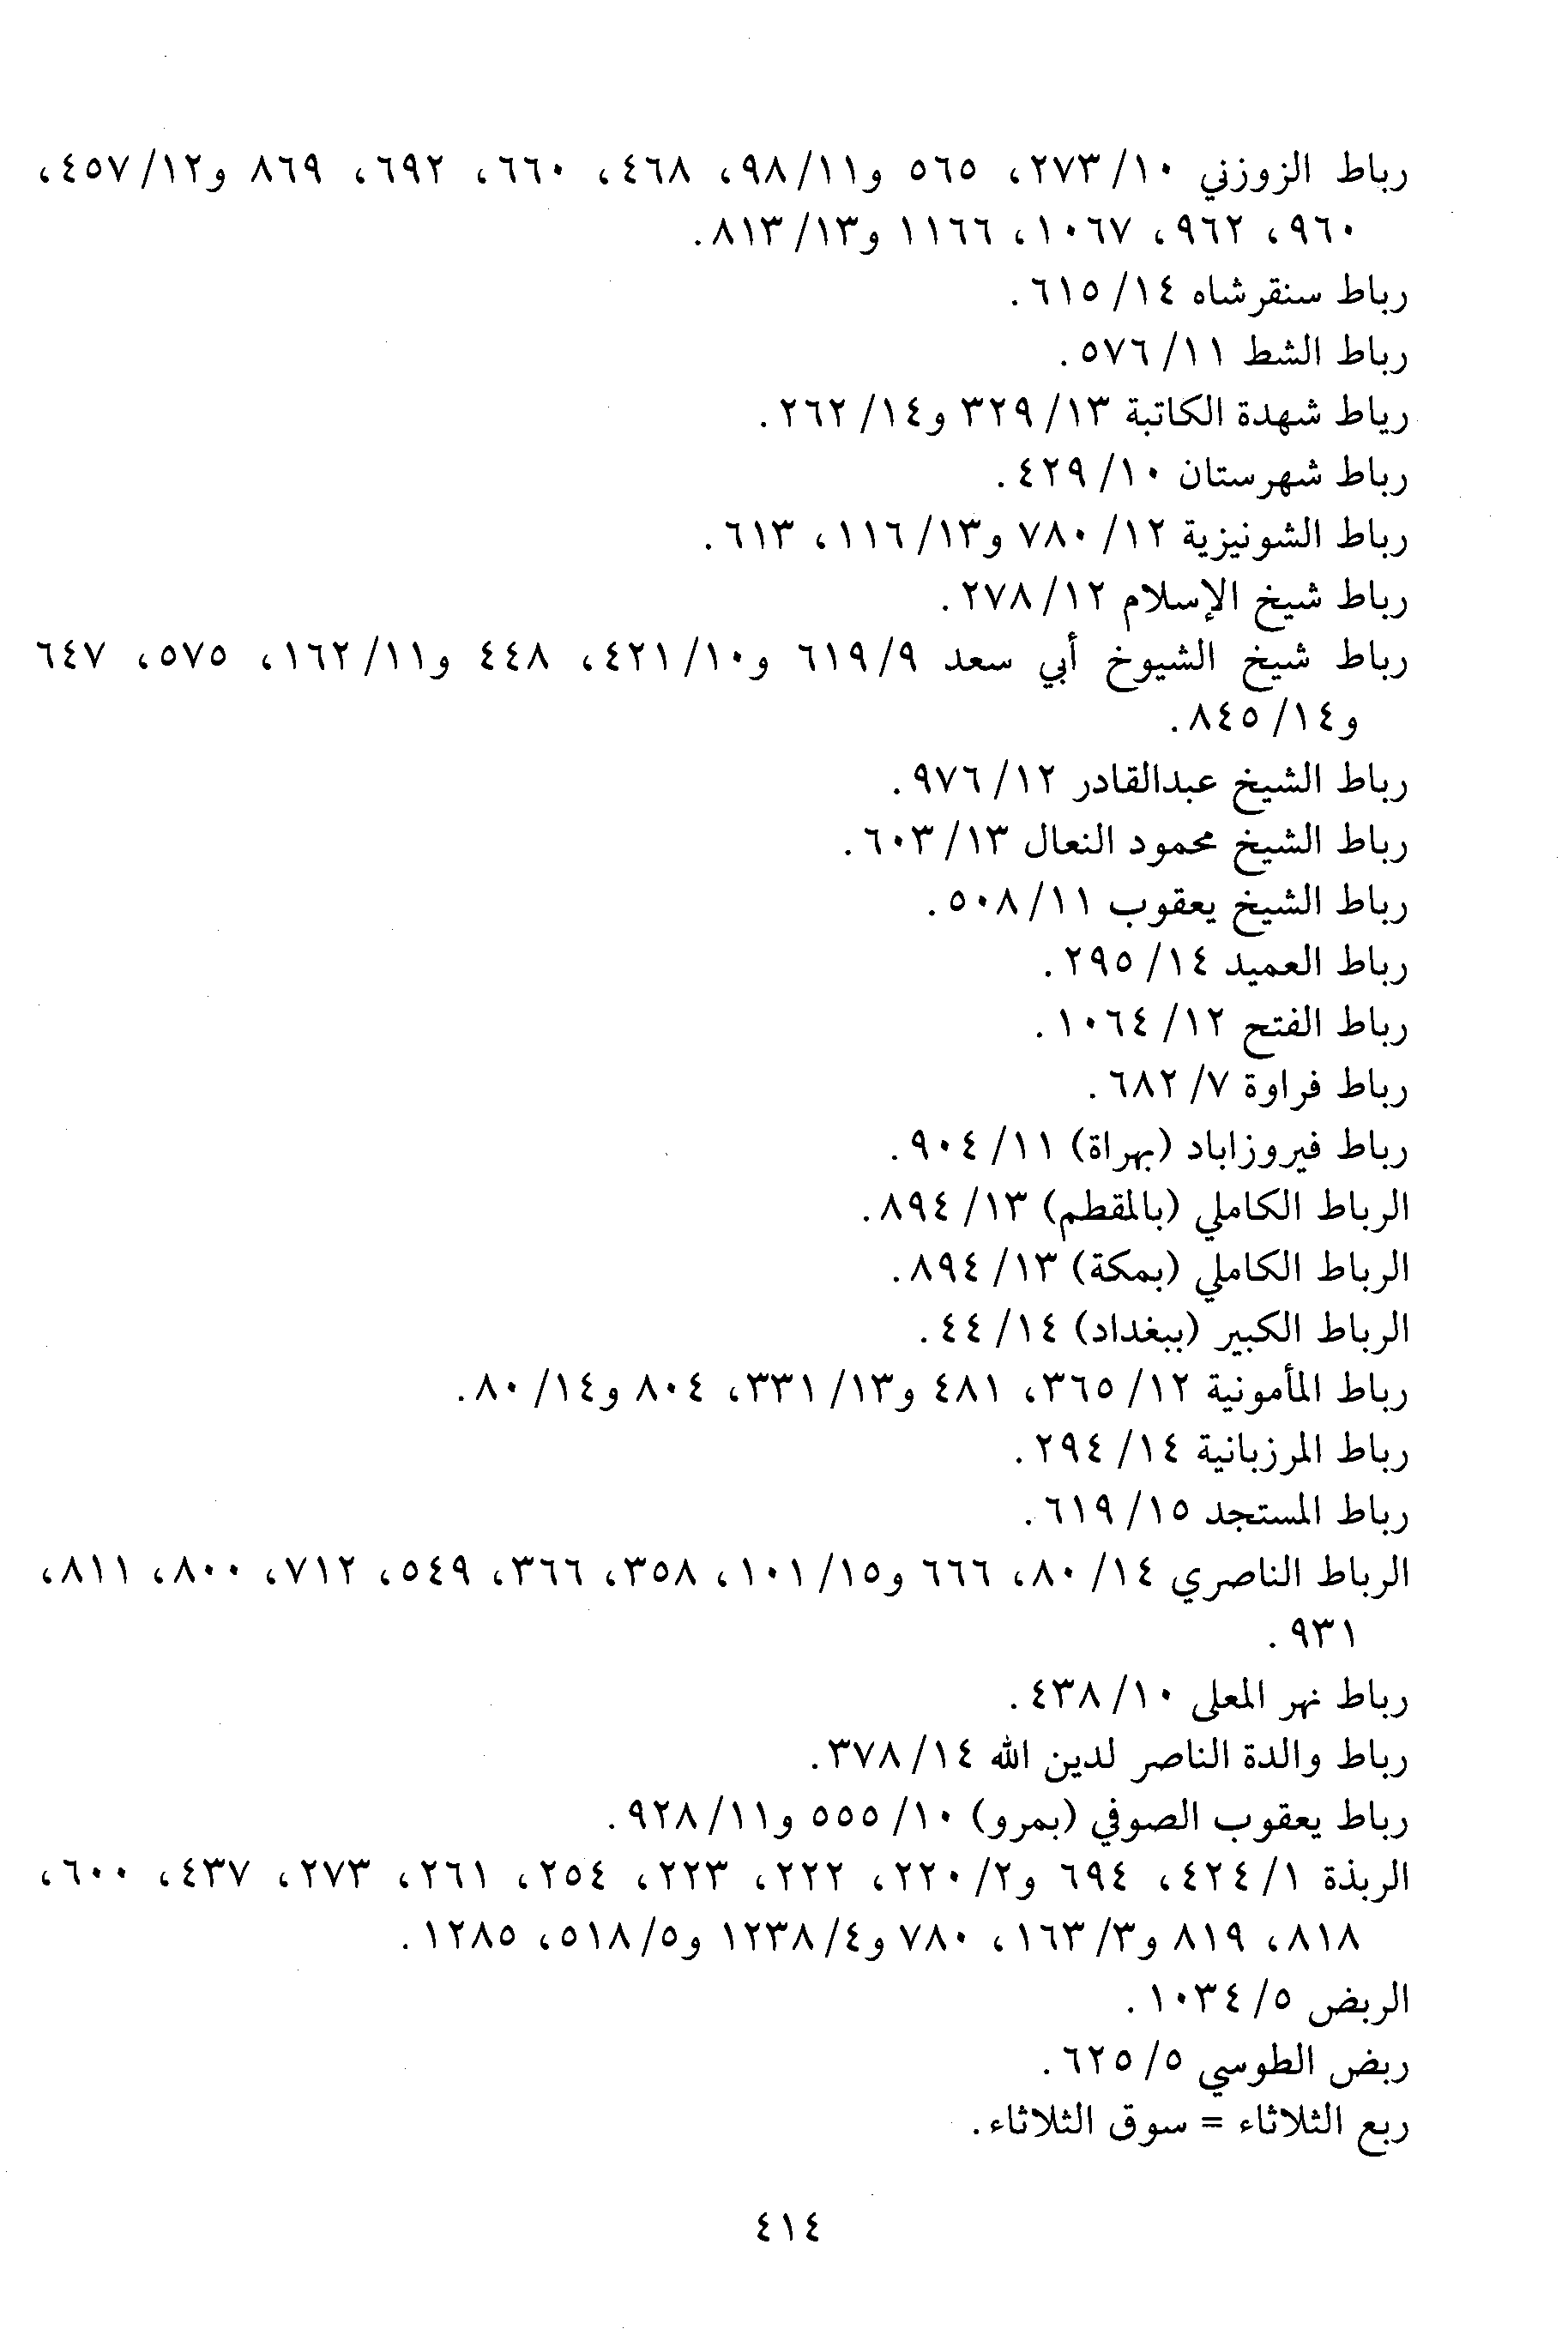 رباط الزوزني ١٠/ ٢٧٣، ٥٦٥ و١١/ ٩٨، ٤٦٨، ٦٦٠، ٦٩٢، ٨٦٩ و١٢/ ٤٥٧،
٩٦٠، ٩٦٢، ١٠٦٧، ١١٦٦ و١٣/ ٨١٣.
رباط سنقرشاه ١٤/ ٦١٥.
رباط الشط ١١/ ٥٧٦.
رياط شهدة الكاتبة ١٣/ ٣٢٩ و١٤/ ٢٦٢.
رباط شهرستان ١٠/ ٤٢٩.
رباط الشونيزية ١٢/ ٧٨٠ و١٣/ ١١٦، ٦١٣.
رباط شيخ الإسلام ١٢/ ٢٧٨.
رباط شيخ الشيوخ أبي سعد ٩/ ٦١٩ و١٠/ ٤٢١، ٤٤٨ و١١/ ١٦٢، ٥٧٥، ٦٤٧
و١٤/ ٨٤٥.
رباط الشيخ عبدالقادر ١٢/ ٩٧٦.
رباط الشيخ محمود النعال ١٣/ ٦٠٣.
رباط الشيخ يعقوب ١١/ ٥٠٨.
رباط العميد ١٤/ ٢٩٥.
رباط الفتح ١٢/ ١٠٦٤.
رباط فراوة ٧/ ٦٨٢.
رباط فيروزاباد (بهراة) ١١/ ٩٠٤.
الرباط الكاملي (بالمقطم) ١٣/ ٨٩٤.
الرباط الكاملي (بمكة) ١٣/ ٨٩٤.
الرباط الكبير (ببغداد) ١٤/ ٤٤.
رباط المأمونية ١٢/ ٣٦٥، ٤٨١ و١٣/ ٣٣١، ٨٠٤ و١٤/ ٨٠.
رباط المرزبانية ١٤/ ٢٩٤.
رباط المستجد ١٥/ ٦١٩.
الرباط الناصري ١٤/ ٨٠، ٦٦٦ و١٥/ ١٠١، ٣٥٨، ٣٦٦، ٥٤٩، ٧١٢، ٨٠٠، ٨١١،
٩٣١.
رباط نهر المعلى ١٠/ ٤٣٨.
رباط والدة الناصر لدين الله ١٤/ ٣٧٨.
رباط يعقوب الصوفي (بمرو) ١٠/ ٥٥٥ و١١/ ٩٢٨.
الربذة ١/ ٤٢٤، ٦٩٤ و٢/ ٢٢٠، ٢٢٢، ٢٢٣، ٢٥٤، ٢٦١، ٢٧٣، ٤٣٧، ٦٠٠،
٨١٨، ٨١٩ و٣/ ١٦٣، ٧٨٠ و٤/ ١٢٣٨ و٥/ ٥١٨، ١٢٨٥.
الربض ٥/ ١٠٣٤.
ربض الطوسي ٥/ ٦٢٥.
ربع الثلاثاء = سوق الثلاثاء.
٤١٤